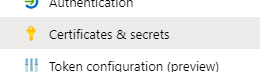 Authentication
Certificates & secrets
Token configuration (preview)